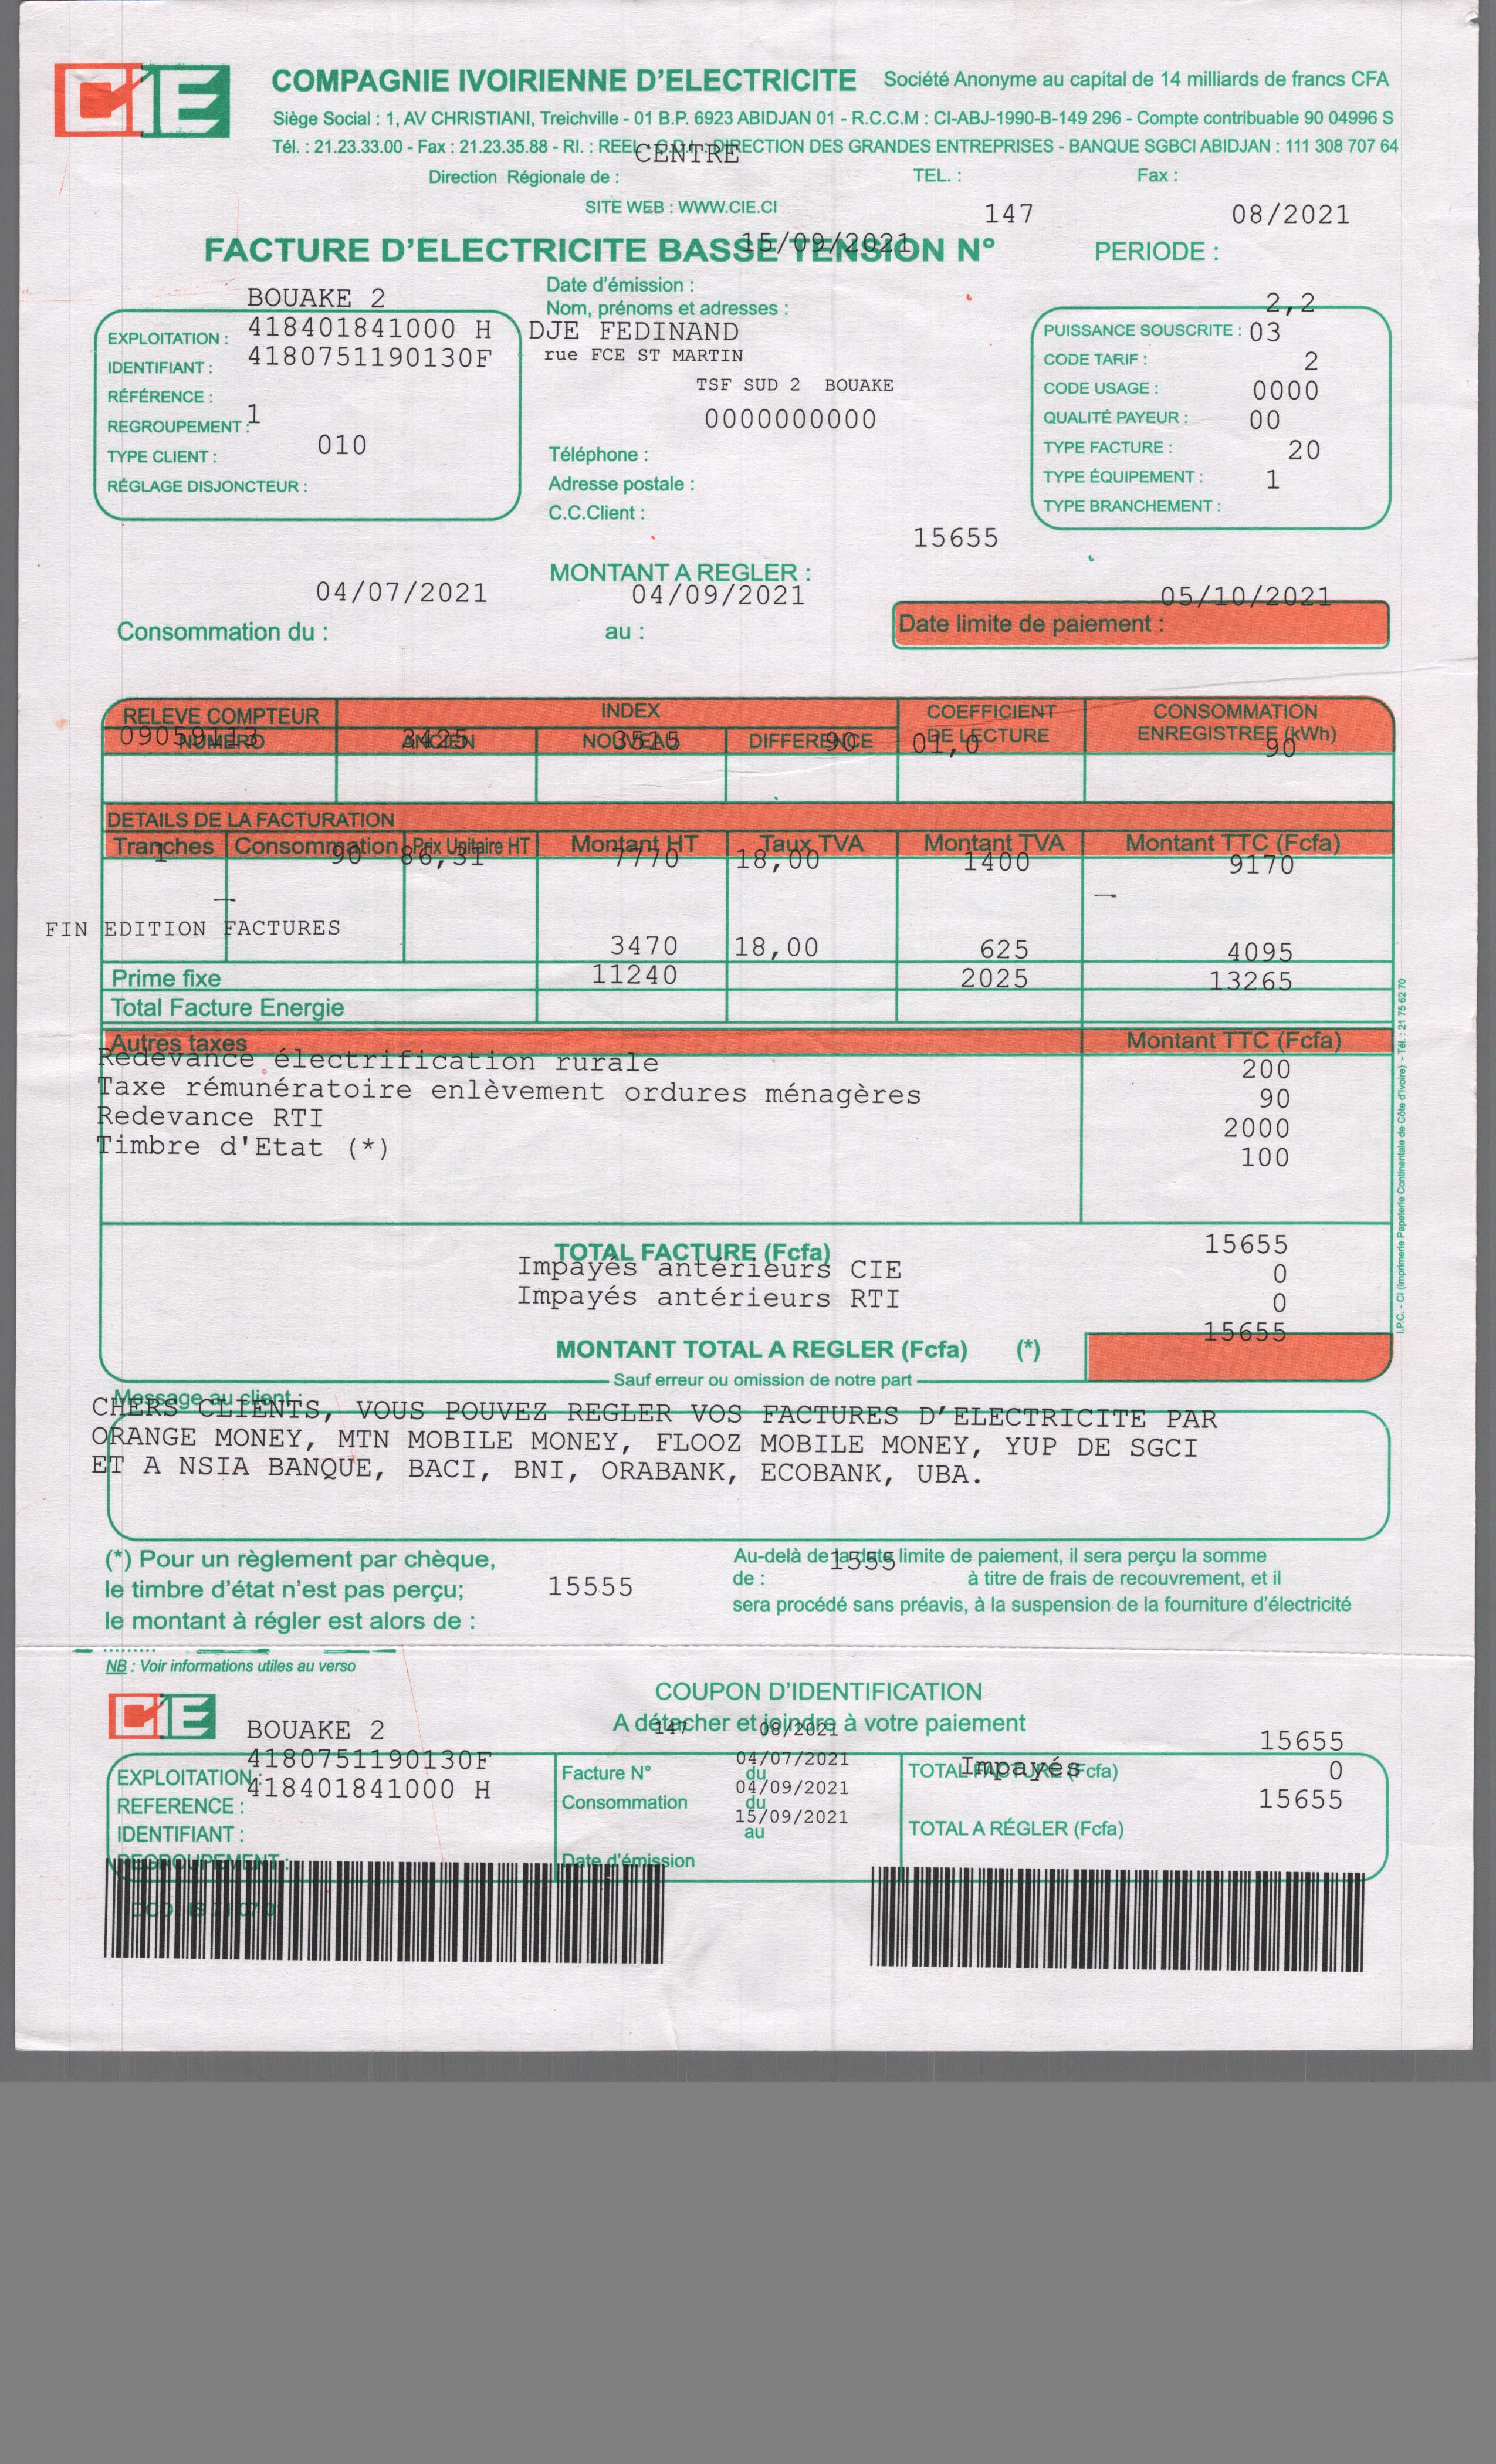 CIE
COMPAGNIE IVOIRIENNE D'ELECTRICITE Société Anonyme au capital de 14 milliards de francs CFA
Siège Social : 1, AV CHRISTIANI, Treichville - 01 B.P. 6923 ABIDJAN 01 - R.C.C.M : CI-ABJ-1990-B-149 296 - Compte contribuable 90 04996 S
Tél. : 21.23.33.00 - Fax : 21.23.35.88 - RI. : REEL DIRECTION DES GRANDES ENTREPRISES - BANQUE SGBCI ABIDJAN : 111 308 707 64
CENTRE
Direction Régionale de : TEL. : Fax :
SITE WEB : WWW.CIE.CI
147 08/2021
15/09/2021
FACTURE D'ELECTRICITE BASSE TENSION N° PERIODE :
Date d'émission :
BOUAKE 2 Nom, prénoms et adresses : 2,2
EXPLOITATION : 418401841000 H DJE FEDINAND PUISSANCE SOUSCRITE : 03
IDENTIFIANT : 4180751190130F rue FCE ST MARTIN CODE TARIF : 2
RÉFÉRENCE : TSF SUD 2 BOUAKE CODE USAGE : 0000
REGROUPEMENT : 1 0000000000 QUALITÉ PAYEUR : 00
TYPE CLIENT : 010 Téléphone : TYPE FACTURE : 20
RÉGLAGE DISJONCTEUR : Adresse postale : TYPE ÉQUIPEMENT : 1
C.C.Client : TYPE BRANCHEMENT :
15655
MONTANT A REGLER :
04/07/2021 04/09/2021 05/10/2021
Consommation du : au : Date limite de paiement :
RELEVE COMPTEUR INDEX COEFFICIENT DE LECTURE CONSOMMATION ENREGISTREE (kWh)
NUMERO ANCIEN NOUVEAU DIFFERENCE
09059113 3425 3515 90 01,0 90
DETAILS DE LA FACTURATION
Tranches Consommation Prix Unitaire HT Montant HT Taux TVA Montant TVA Montant TTC (Fcfa)
1 90 86,31 7770 18,00 1400 9170
FIN EDITION FACTURES
3470 18,00 625 4095
Prime fixe 11240 2025 13265
Total Facture Energie
Autres taxes Montant TTC (Fcfa)
Redevance électrification rurale 200
Taxe rémunératoire enlèvement ordures ménagères 90
Redevance RTI 2000
Timbre d'Etat (*) 100
TOTAL FACTURE (Fcfa) 15655
Impayés antérieurs CIE 0
Impayés antérieurs RTI 0
15655
MONTANT TOTAL A REGLER (Fcfa) (*)
Sauf erreur ou omission de notre part
I.P.C. - CI (Imprimerie Papeterie Continentale de Côte d'Ivoire) - Tél. : 21 75 62 70
Message au client :
CHERS CLIENTS, VOUS POUVEZ REGLER VOS FACTURES D'ELECTRICITE PAR
ORANGE MONEY, MTN MOBILE MONEY, FLOOZ MOBILE MONEY, YUP DE SGCI
ET A NSIA BANQUE, BACI, BNI, ORABANK, ECOBANK, UBA.
(*) Pour un règlement par chèque, Au-delà de la date limite de paiement, il sera perçu la somme
1555
le timbre d'état n'est pas perçu; 15555 de : à titre de frais de recouvrement, et il
le montant à régler est alors de : sera procédé sans préavis, à la suspension de la fourniture d'électricité
NB : Voir informations utiles au verso
CIE
COUPON D'IDENTIFICATION
A détacher et joindre à votre paiement
BOUAKE 2 147 08/2021 15655
4180751190130F 04/07/2021 Impayés 0
EXPLOITATION : Facture N° du TOTAL FACTURE (Fcfa)
418401841000 H 04/09/2021 15655
REFERENCE : Consommation du
15/09/2021
IDENTIFIANT : au TOTAL A RÉGLER (Fcfa)
REGROUPEMENT : Date d'émission